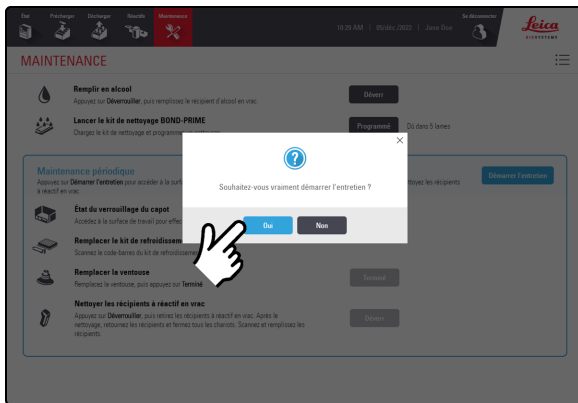 État Précharger Décharger Réactifs Maintenance
10:29 AM | 05/déc./2022 | Jane Doe
Se déconnecter
Leica
BIOSYSTEMS
MAINTENANCE
Remplir en alcool
Appuyez sur Déverrouiller, puis remplissez le récipient d'alcool en vrac.
Déverr
Lancer le kit de nettoyage BOND-PRIME
Chargez le kit de nettoyage et programmez
Programmé
Dû dans 5 lames
Souhaitez-vous vraiment démarrer l'entretien ?
Oui
Non
Maintenance périodique
Appuyez sur Démarrer l'entretien pour accéder à la surfa
ttoyez les récipients
à réactif en vrac.
Démarrer l'entretien
État du verrouillage du capot
Accédez à la surface de travail pour effec
Remplacer le kit de refroidissem
Scannez le code-barres du kit de refroidisseme
Remplacer la ventouse
Remplacez la ventouse, puis appuyez sur Terminé
Terminé
Nettoyer les récipients à réactif en vrac
Appuyez sur Déverrouiller, puis retirez les récipients à réactif en vrac. Après le
nettoyage, retournez les récipients et fermez tous les chariots. Scannez et remplissez les
récipients.
Déverr